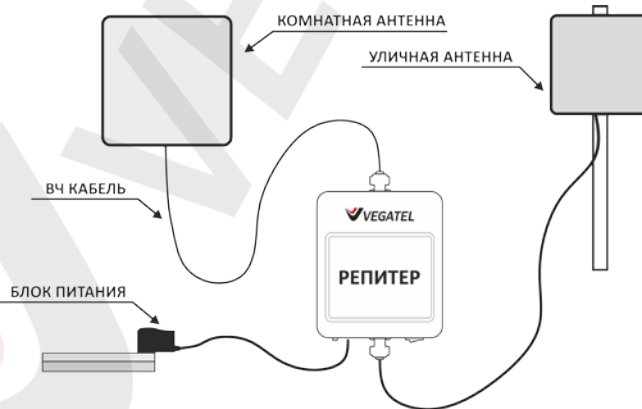 КОМНАТНАЯ АНТЕННА
УЛИЧНАЯ АНТЕННА
ВЧ КАБЕЛЬ
VEGATEL
РЕПИТЕР
БЛОК ПИТАНИЯ